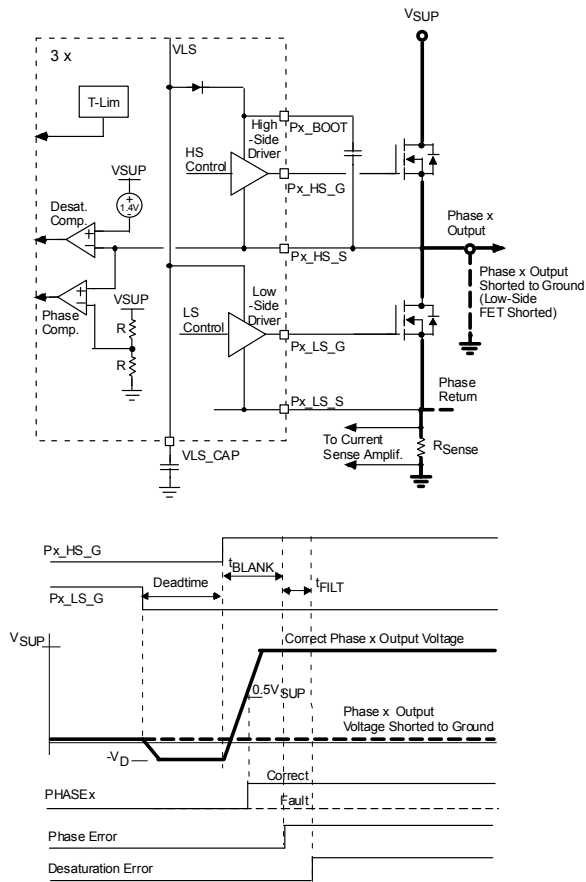 VSUP
3 x
VLS
T-Lim
High
-Side
Driver
Px_BOOT
HS
Control
Px_HS_G
VSUP
Desat.
Comp.
+
1.4V
-
+
-
Phase x
Output
Px_HS_S
Phase x Output
Shorted to Ground
(Low-Side
FET Shorted)
+
-
Phase
Comp.
VSUP
R
R
Low
-Side
Driver
LS
Control
Px_LS_G
Phase
Return
Px_LS_S
To Current
Sense Amplif.
RSense
VLS_CAP
Px_HS_G
tBLANK
Deadtime
tFILT
Px_LS_G
VSUP
Correct Phase x Output Voltage
0.5VSUP
Phase x Output
Voltage Shorted to Ground
-VD
Correct
PHASEx
Fault
Phase Error
Desaturation Error